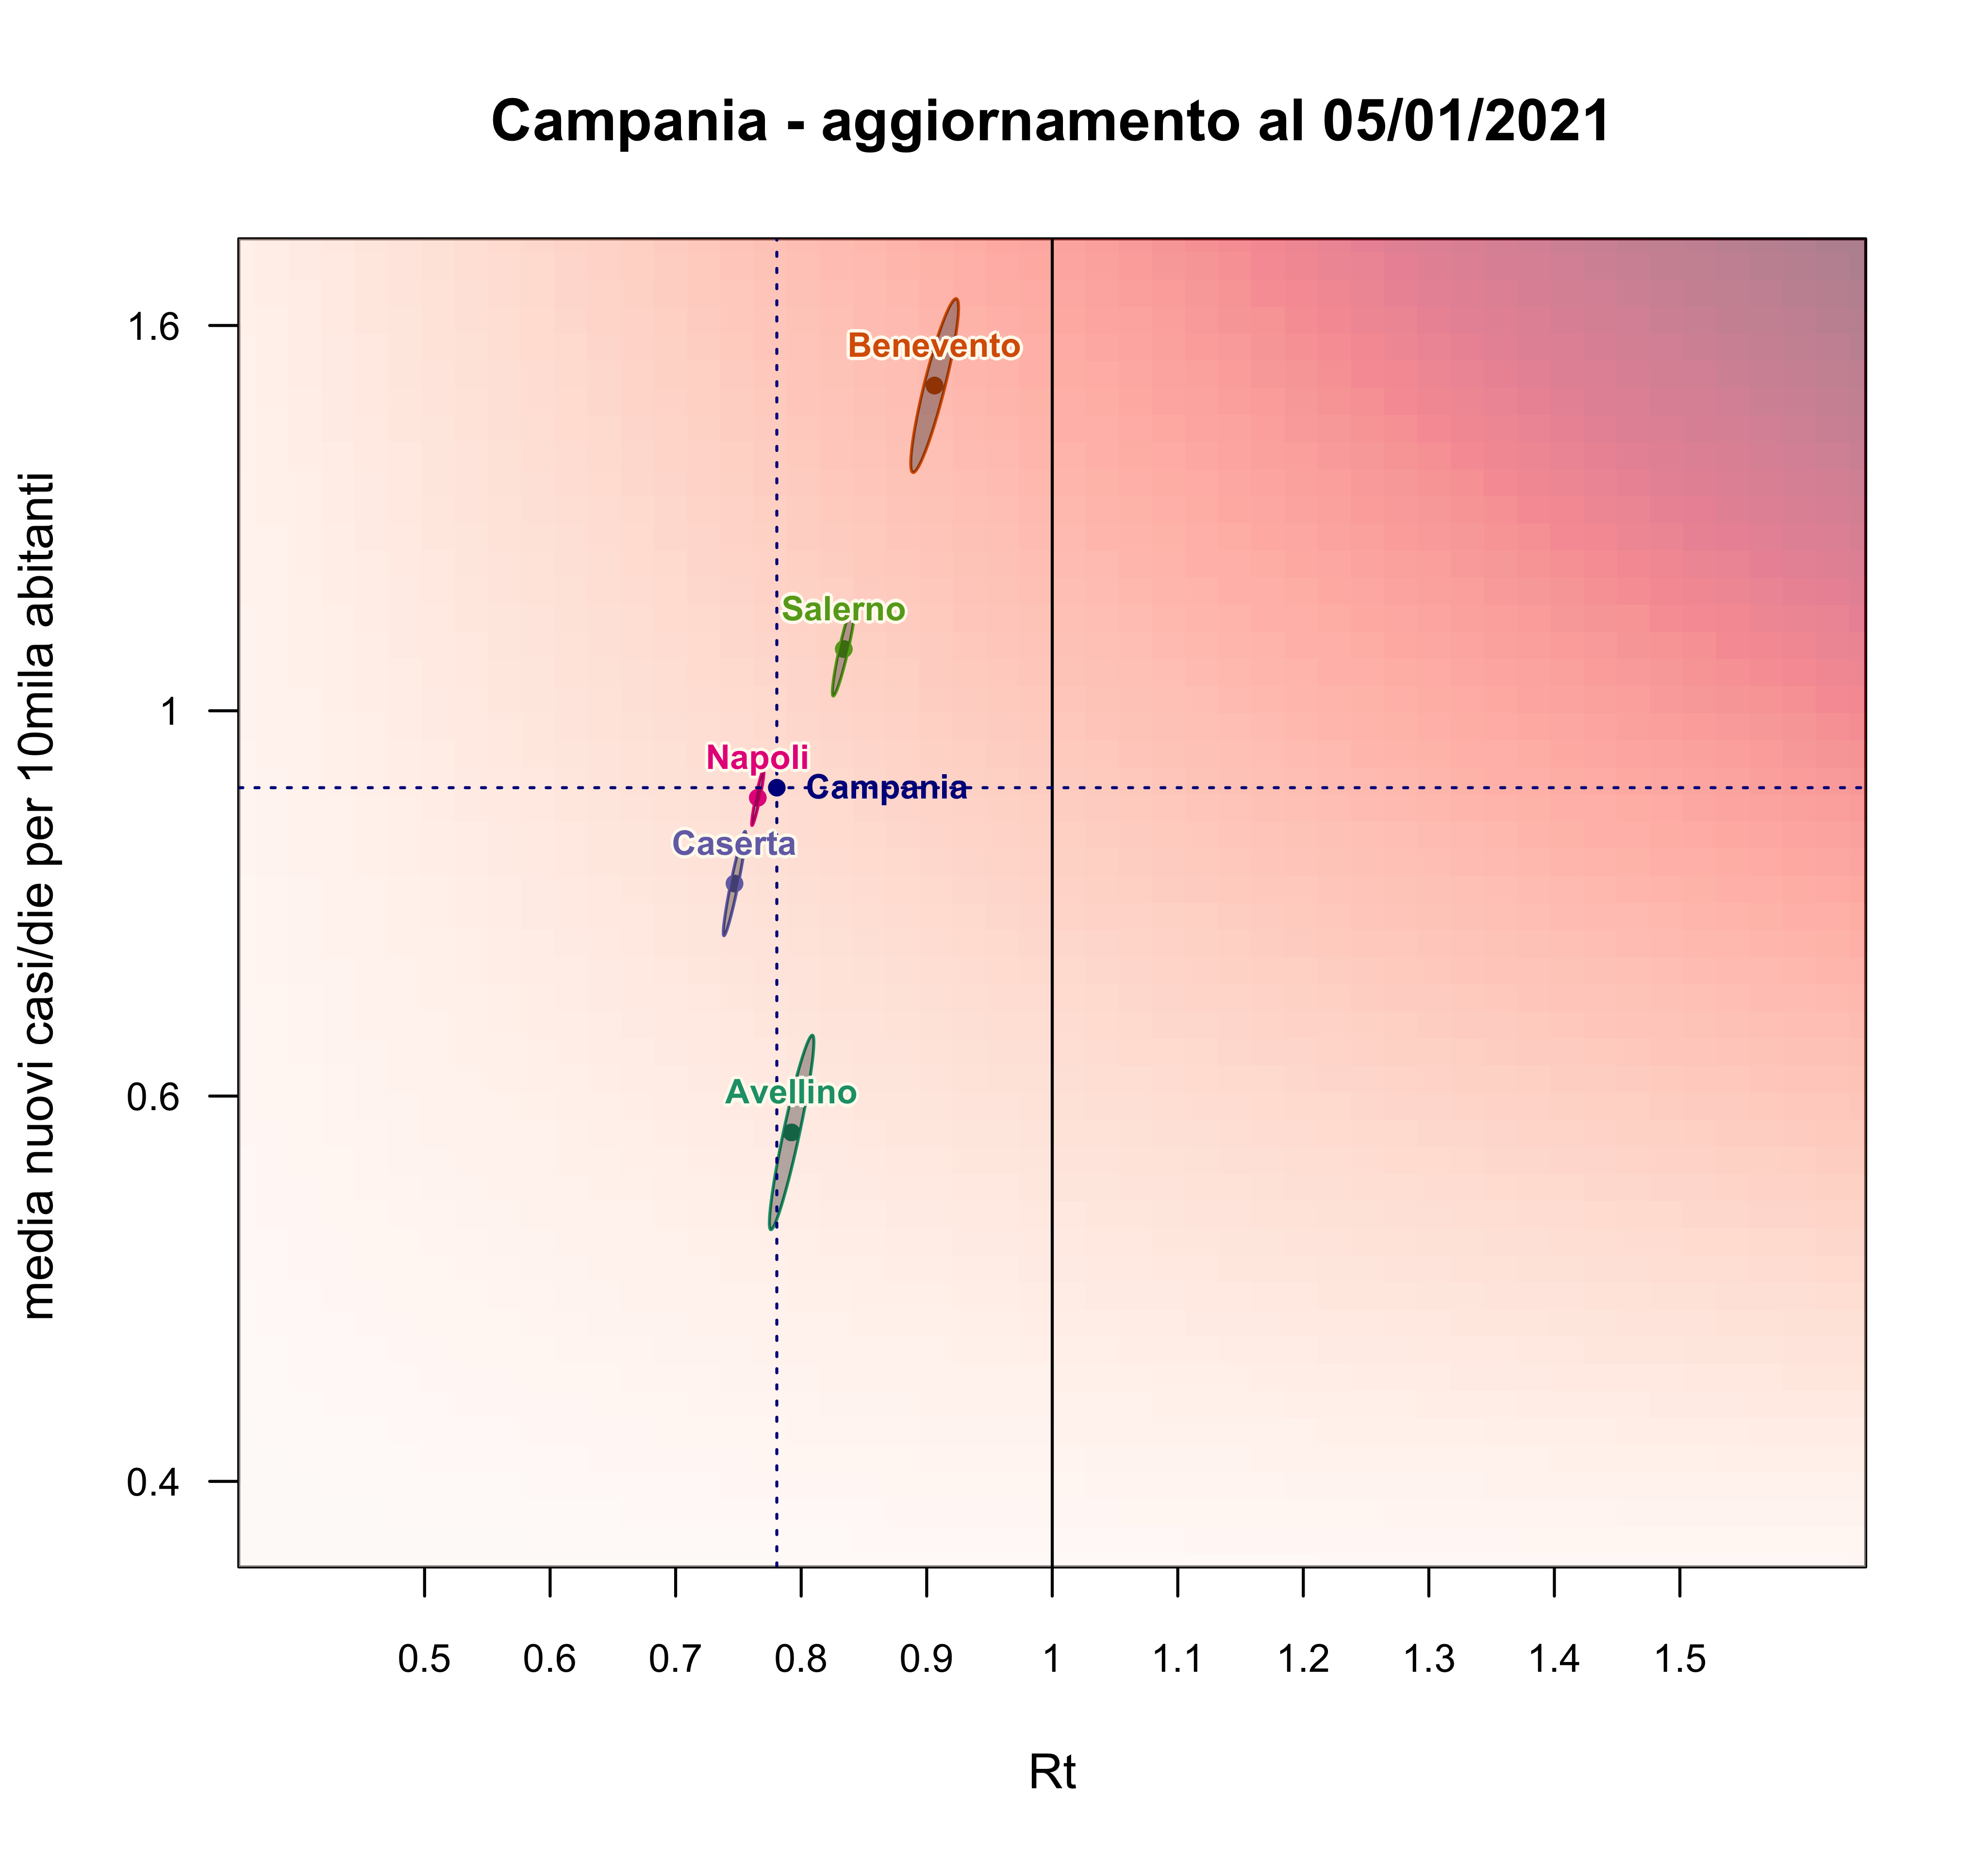 Campania - aggiornamento al 05/01/2021
media nuovi casi/die per 10mila abitanti
1.6
1
0.6
0.4
Benevento
Salerno
Napoli
Campania
Caserta
Avellino
0.5 0.6 0.7 0.8 0.9 1 1.1 1.2 1.3 1.4 1.5
Rt